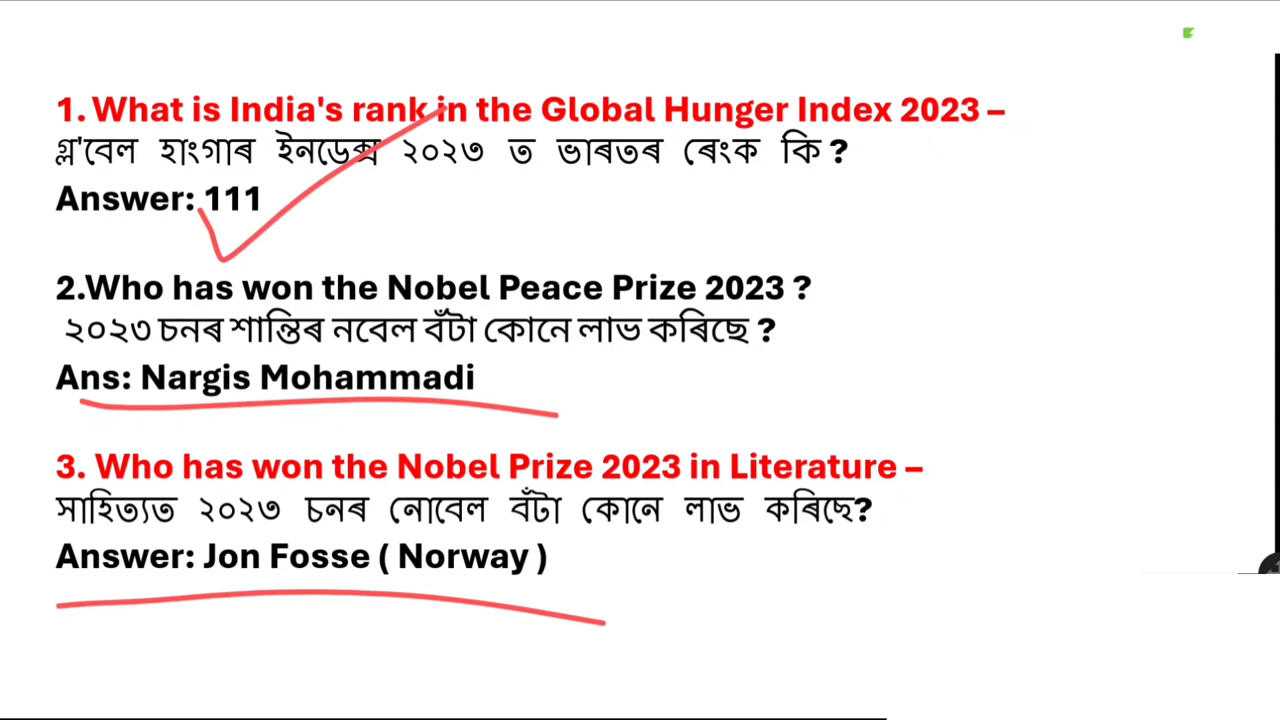 1. What is India's rank in the Global Hunger Index 2023 –
গ্ল'বেল হাংগাৰ ইনডেক্স ২০২৩ ত ভাৰতৰ ৰেংক কি ?
Answer: 111
2.Who has won the Nobel Peace Prize 2023 ?
২০২৩ চনৰ শান্তিৰ নবেল বঁটা কোনে লাভ কৰিছে ?
Ans: Nargis Mohammadi
3. Who has won the Nobel Prize 2023 in Literature –
সাহিত্যত ২০২৩ চনৰ নোবেল বঁটা কোনে লাভ কৰিছে?
Answer: Jon Fosse ( Norway )